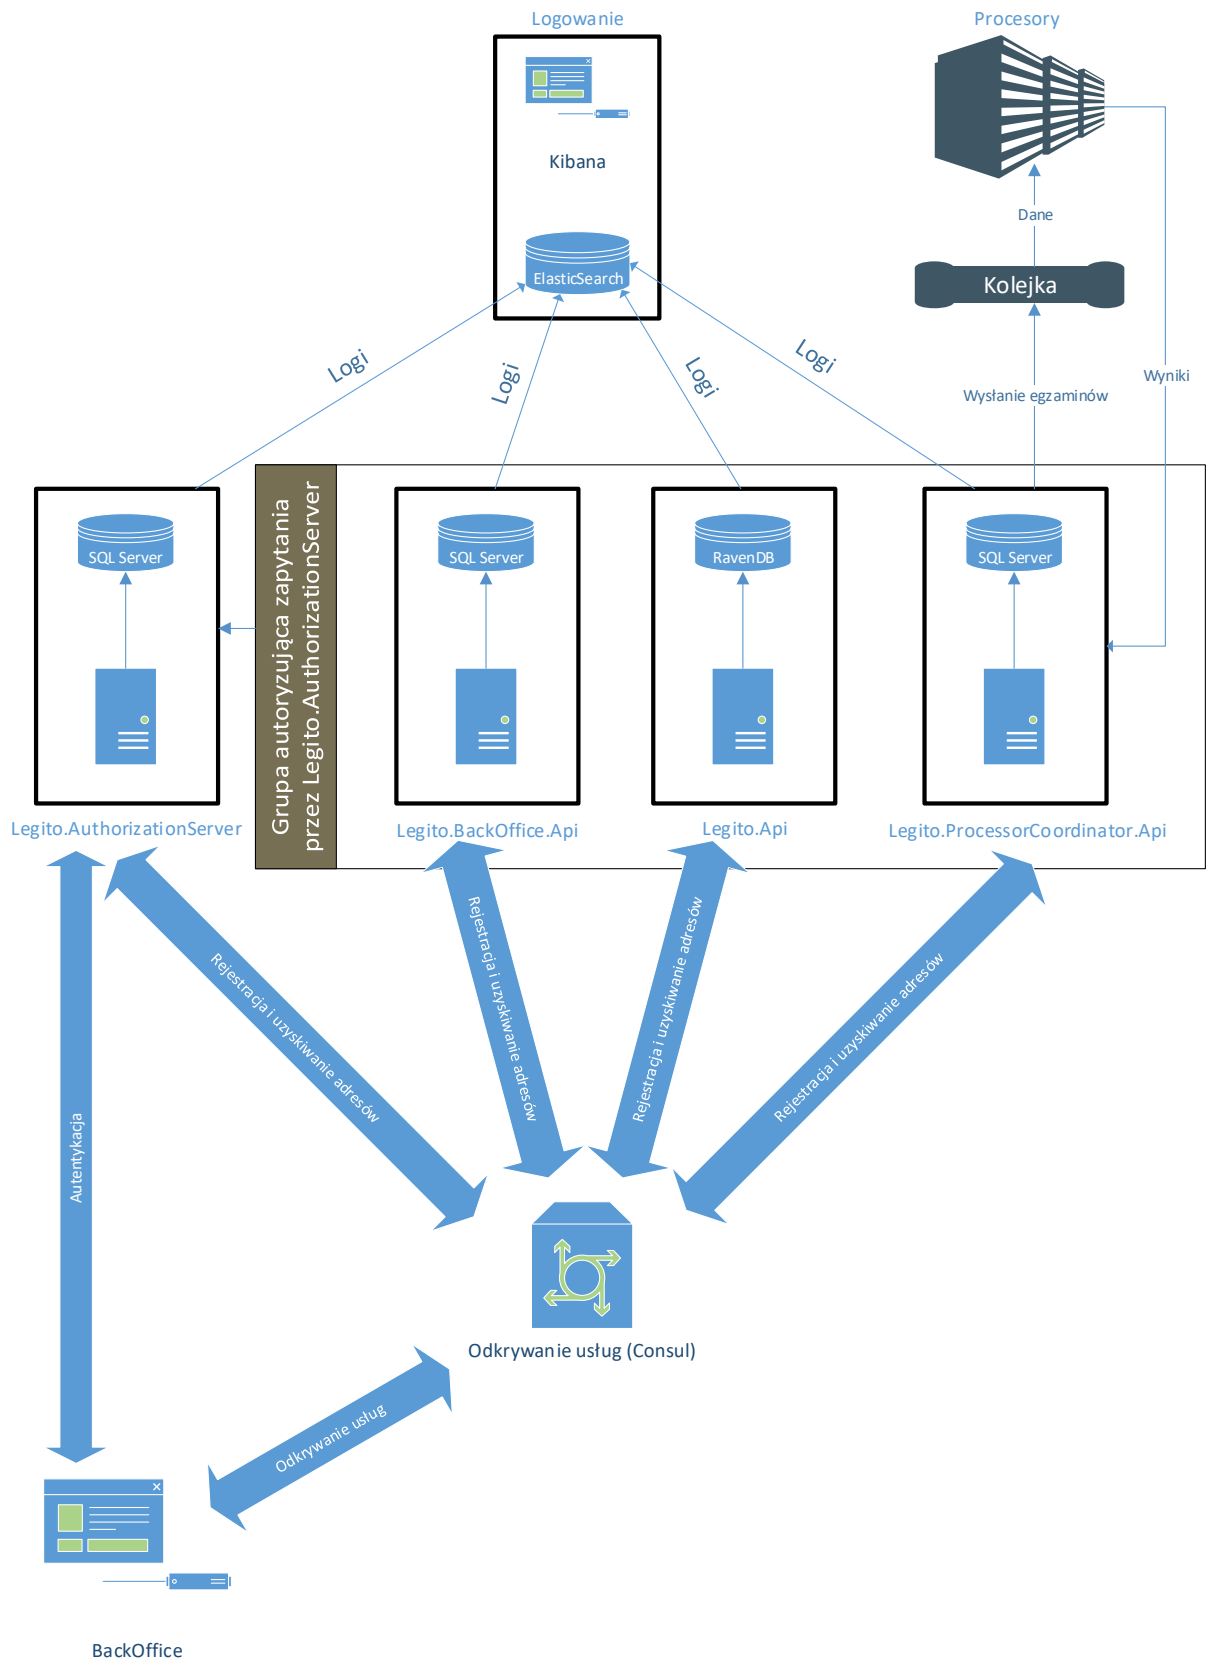 Logowanie
Procesory
Kibana
ElasticSearch
Dane
Kolejka
Logi
Logi
Logi
Logi
Wyniki
Wysłanie egzaminów
Grupa autoryzująca zapytania
przez Legito.AuthorizationServer
SQL Server
SQL Server
RavenDB
SQL Server
Legito.AuthorizationServer
Legito.BackOffice.Api
Legito.Api
Legito.ProcessorCoordinator.Api
Rejestracja i uzyskiwanie adresów
Rejestracja i uzyskiwanie adresów
Rejestracja i uzyskiwanie adresów
Rejestracja i uzyskiwanie adresów
Autentykacja
Odkrywanie usług (Consul)
Odkrywanie usług
BackOffice